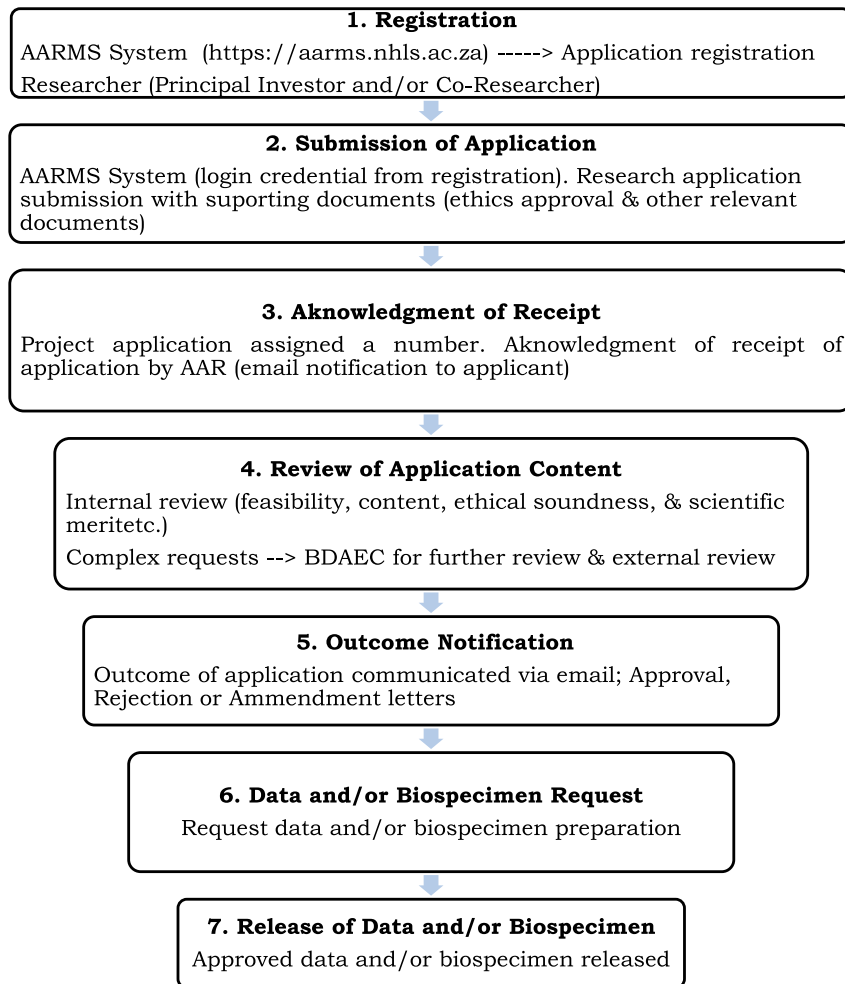 1. Registration
AARMS System (https://aarms.nhls.ac.za) -----> Application registration
Researcher (Principal Investor and/or Co-Researcher)
2. Submission of Application
AARMS System (login credential from registration). Research application
submission with suporting documents (ethics approval & other relevant
documents)
3. Aknowledgment of Receipt
Project application assigned a number. Aknowledgment of receipt of
application by AAR (email notification to applicant)
4. Review of Application Content
Internal review (feasibility, content, ethical soundness, & scientific
meritetc.)
Complex requests --> BDAEC for further review & external review
5. Outcome Notification
Outcome of application communicated via email; Approval,
Rejection or Ammendment letters
6. Data and/or Biospecimen Request
Request data and/or biospecimen preparation
7. Release of Data and/or Biospecimen
Approved data and/or biospecimen released